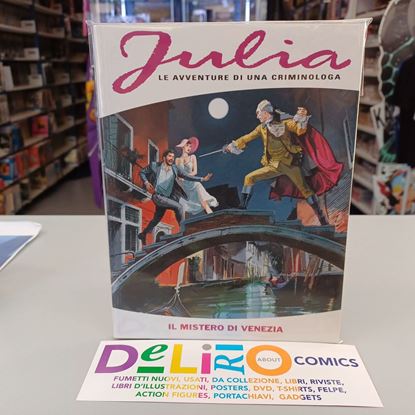 Julia
LE AVVENTURE DI UNA CRIMINOLOGA
IL MISTERO DI VENEZIA
DeLiRiO ABOUT COMICS
FUMETTI NUOVI, USATI, DA COLLEZIONE, LIBRI, RIVISTE,
LIBRI D'ILLUSTRAZIONI, POSTERS, DVD, T-SHIRTS, FELPE,
ACTION FIGURES, PORTACHIAVI, GADGETS